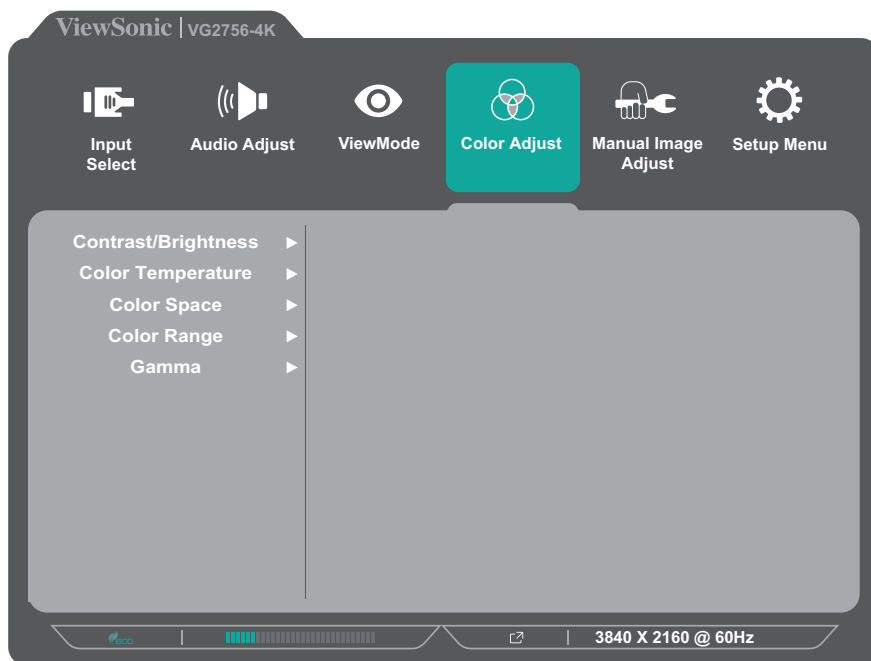 ViewSonic | VG2756-4K
Input Select
Audio Adjust
ViewMode
Color Adjust
Manual Image Adjust
Setup Menu
Contrast/Brightness
Color Temperature
Color Space
Color Range
Gamma
eco
3840 X 2160 @ 60Hz